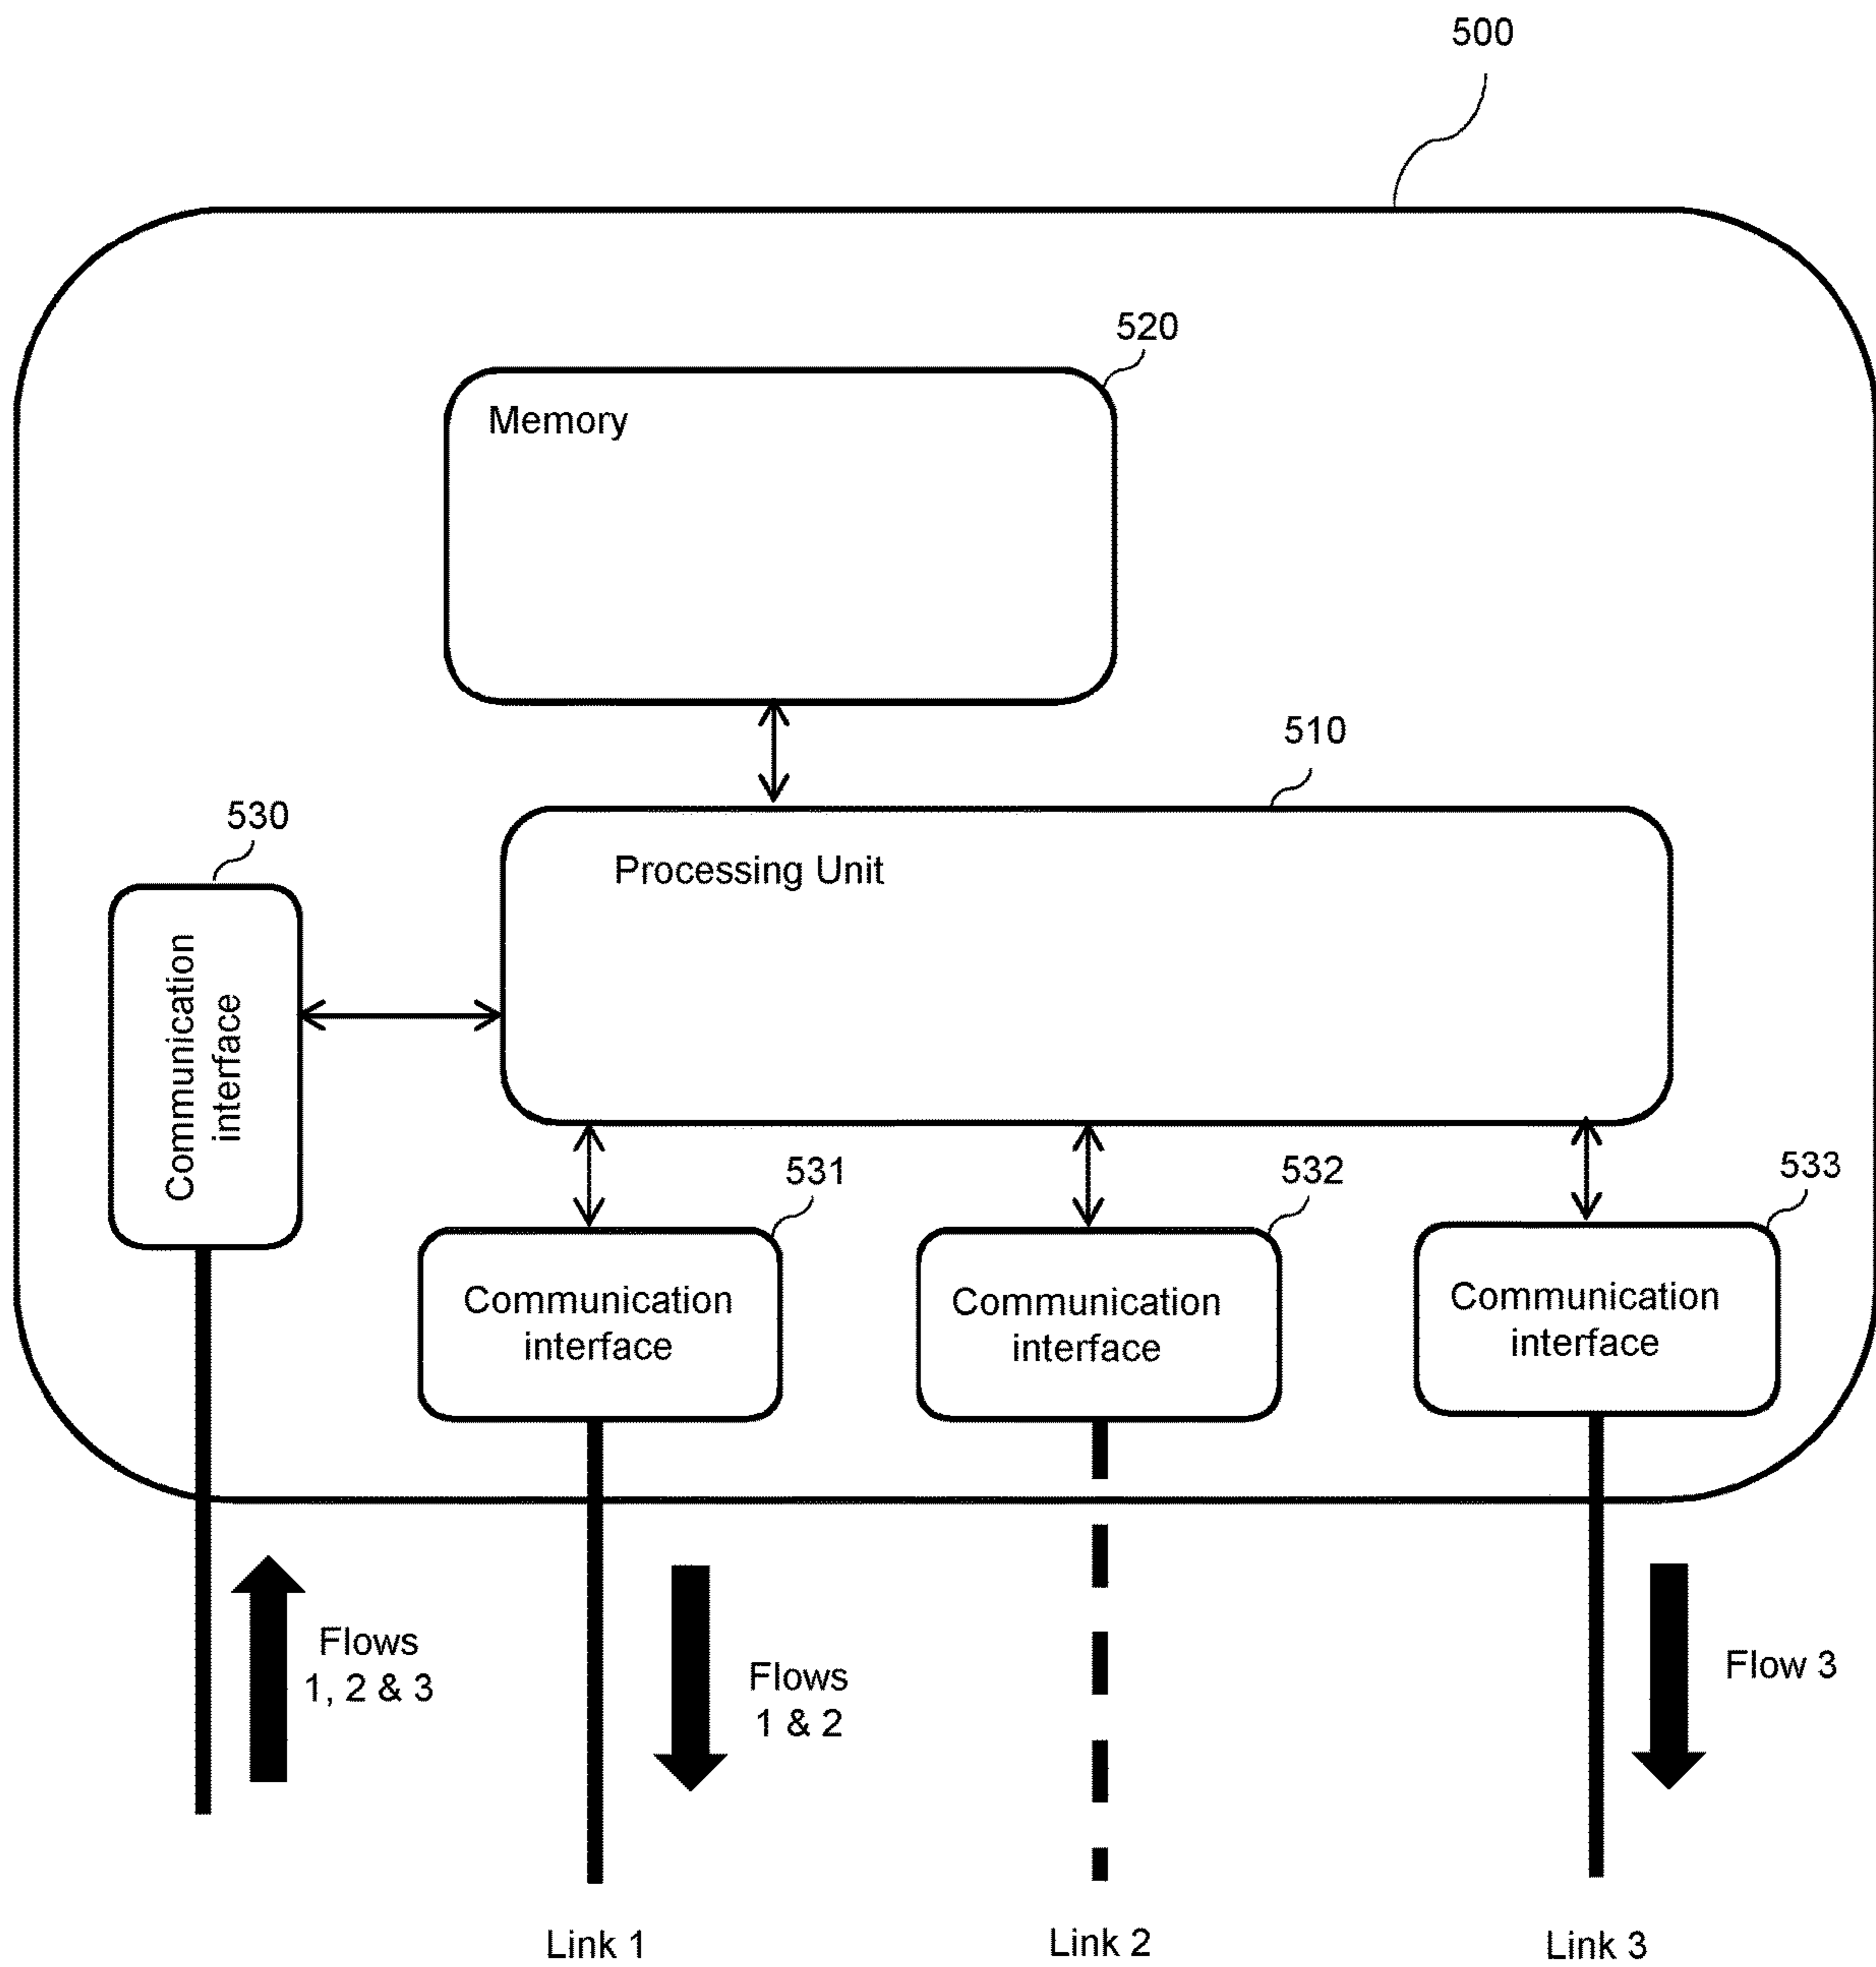 500
520
Memory
510
530
Processing Unit
Communication
interface
531
532
533
Communication
interface
Communication
interface
Communication
interface
Flows
1, 2 & 3
Flows
1 & 2
Flow 3
Link 1
Link 2
Link 3